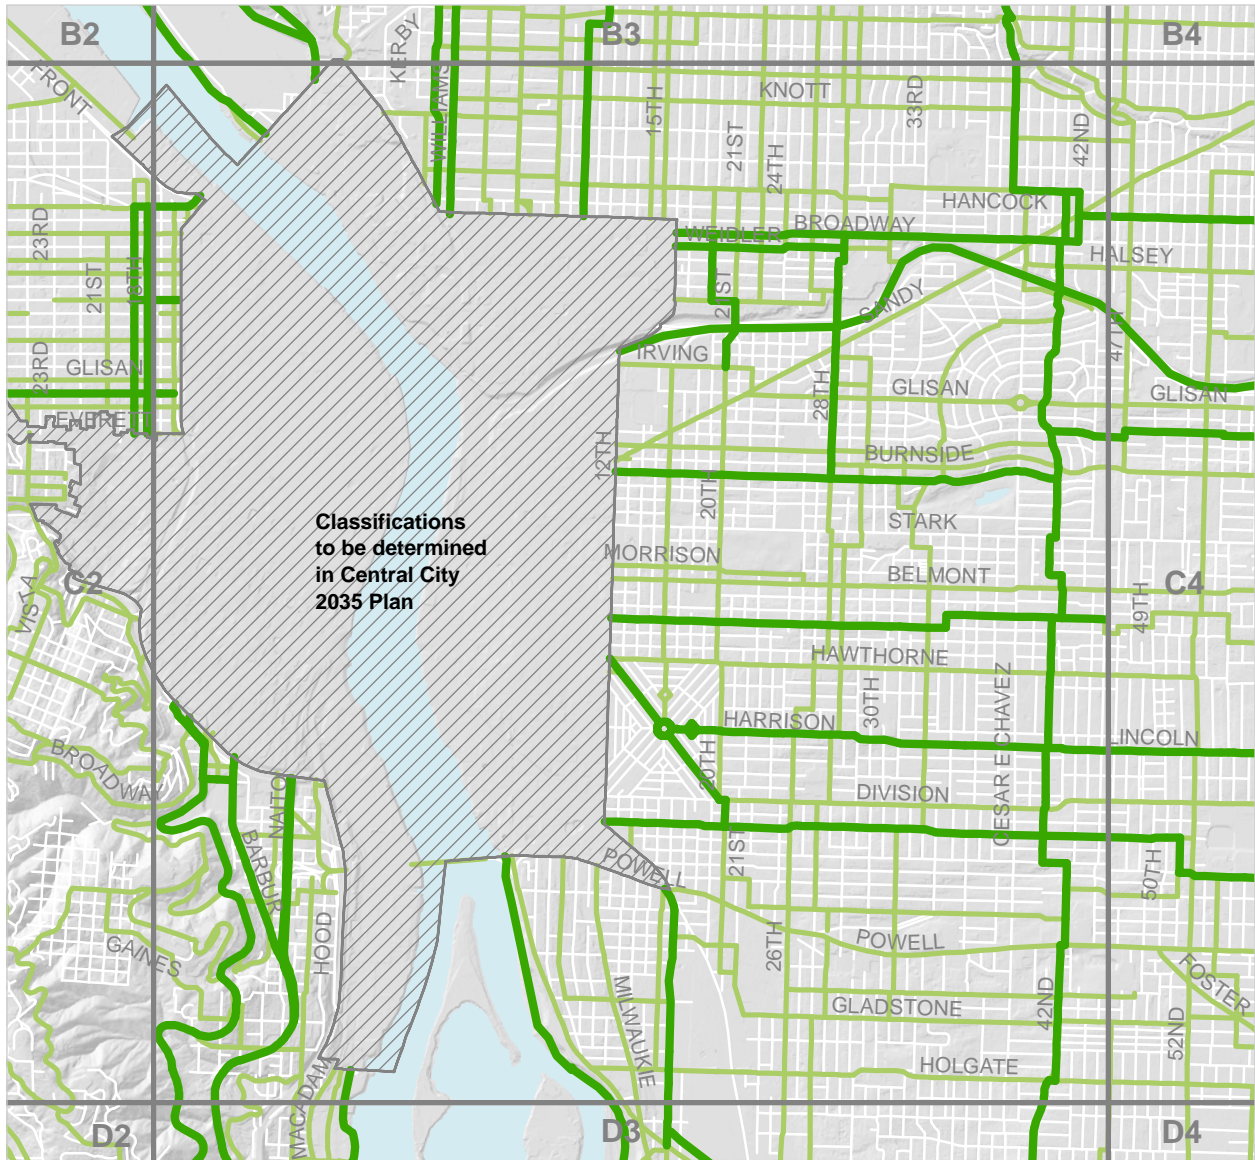 B2
B3
B4
FRONT
KERBY
WILLIAMS
15TH
KNOTT
21ST
24TH
33RD
42ND
HANCOCK
BROADWAY
WEIDLER
HALSEY
23RD
21ST
18TH
21ST
SANDY
47TH
IRVING
23RD
GLISAN
28TH
GLISAN
GLISAN
EVERETT
12TH
BURNSIDE
20TH
STARK
Classifications
to be determined
in Central City
2035 Plan
MORRISON
BELMONT
C2
C4
VISTA
49TH
HAWTHORNE
30TH
CESAR E CHAVEZ
HARRISON
LINCOLN
BROADWAY
20TH
NAITO
DIVISION
BARBUR
POWELL
21ST
50TH
GAINES
HOOD
26TH
POWELL
FOSTER
MILWAUKIE
GLADSTONE
42ND
52ND
HOLGATE
MACADAM
D2
D3
D4